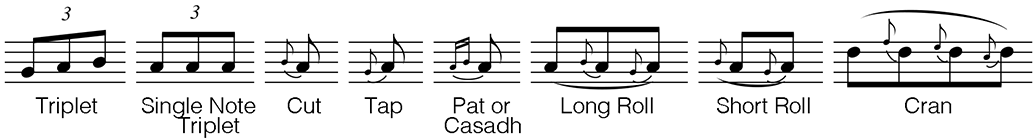 3 3
Triplet Single Note Cut Tap Pat or Long Roll Short Roll Cran
Triplet Casadh